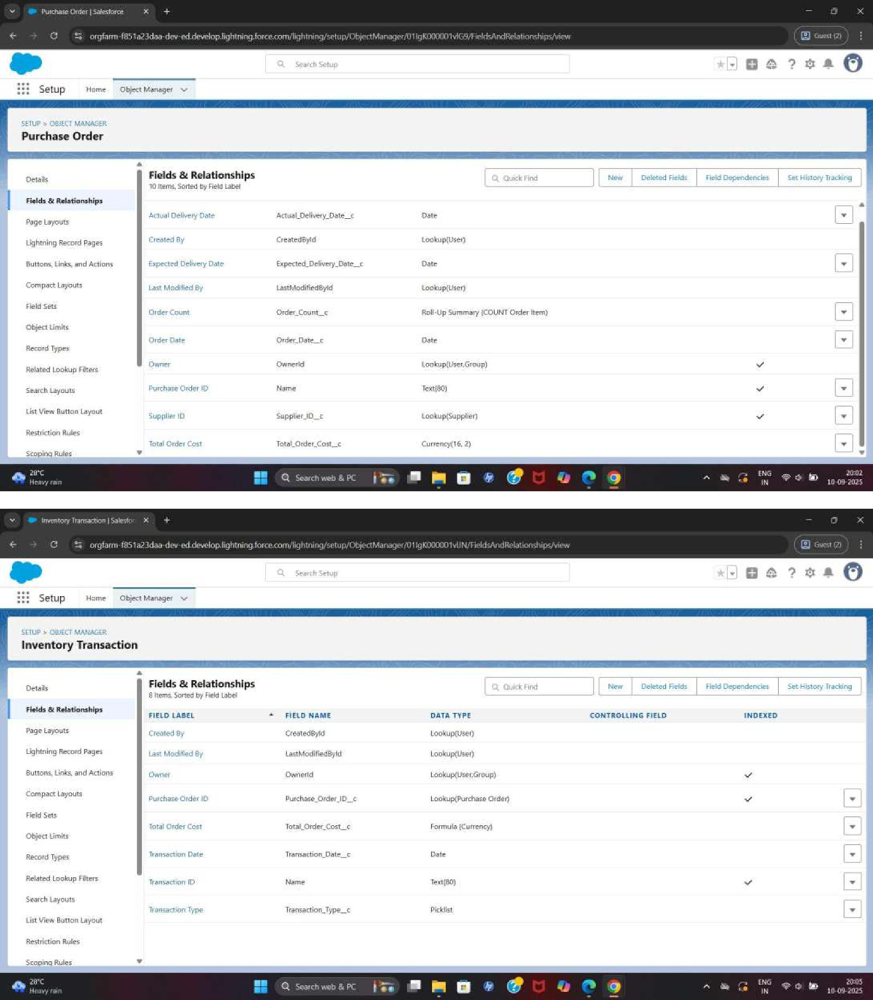 Purchase Order | Salesforce
orgfarm-f851a23daa-dev-ed.develop.lightning.force.com/lightning/setup/ObjectManager/01IgK000001vIG9/FieldsAndRelationships/view
Guest (2)
Search Setup
Setup
Home
Object Manager
SETUP > OBJECT MANAGER
Purchase Order
Details
Fields & Relationships
Page Layouts
Lightning Record Pages
Buttons, Links, and Actions
Compact Layouts
Field Sets
Object Limits
Record Types
Related Lookup Filters
Search Layouts
List View Button Layout
Restriction Rules
Scoping Rules
Fields & Relationships
10 Items, Sorted by Field Label
Quick Find
New
Deleted Fields
Field Dependencies
Set History Tracking
Actual Delivery Date Actual_Delivery_Date__c Date
Created By CreatedById Lookup(User)
Expected Delivery Date Expected_Delivery_Date__c Date
Last Modified By LastModifiedById Lookup(User)
Order Count Order_Count__c Roll-Up Summary (COUNT Order Item)
Order Date Order_Date__c Date
Owner OwnerId Lookup(User,Group)
Purchase Order ID Name Text(80)
Supplier ID Supplier_ID__c Lookup(Supplier)
Total Order Cost Total_Order_Cost__c Currency(16, 2)
28°C
Heavy rain
Search web & PC
hp
ENG
IN
20:02
10-09-2025
Inventory Transaction | Salesfor
orgfarm-f851a23daa-dev-ed.develop.lightning.force.com/lightning/setup/ObjectManager/01IgK000001vIJN/FieldsAndRelationships/view
Guest (2)
Search Setup
Setup
Home
Object Manager
SETUP > OBJECT MANAGER
Inventory Transaction
Details
Fields & Relationships
Page Layouts
Lightning Record Pages
Buttons, Links, and Actions
Compact Layouts
Field Sets
Object Limits
Record Types
Related Lookup Filters
Search Layouts
List View Button Layout
Restriction Rules
Scoping Rules
Fields & Relationships
8 Items, Sorted by Field Label
Quick Find
New
Deleted Fields
Field Dependencies
Set History Tracking
FIELD LABEL FIELD NAME DATA TYPE CONTROLLING FIELD INDEXED
Created By CreatedById Lookup(User)
Last Modified By LastModifiedById Lookup(User)
Owner OwnerId Lookup(User,Group)
Purchase Order ID Purchase_Order_ID__c Lookup(Purchase Order)
Total Order Cost Total_Order_Cost__c Formula (Currency)
Transaction Date Transaction_Date__c Date
Transaction ID Name Text(80)
Transaction Type Transaction_Type__c Picklist
28°C
Heavy rain
Search web & PC
hp
ENG
IN
20:05
10-09-2025